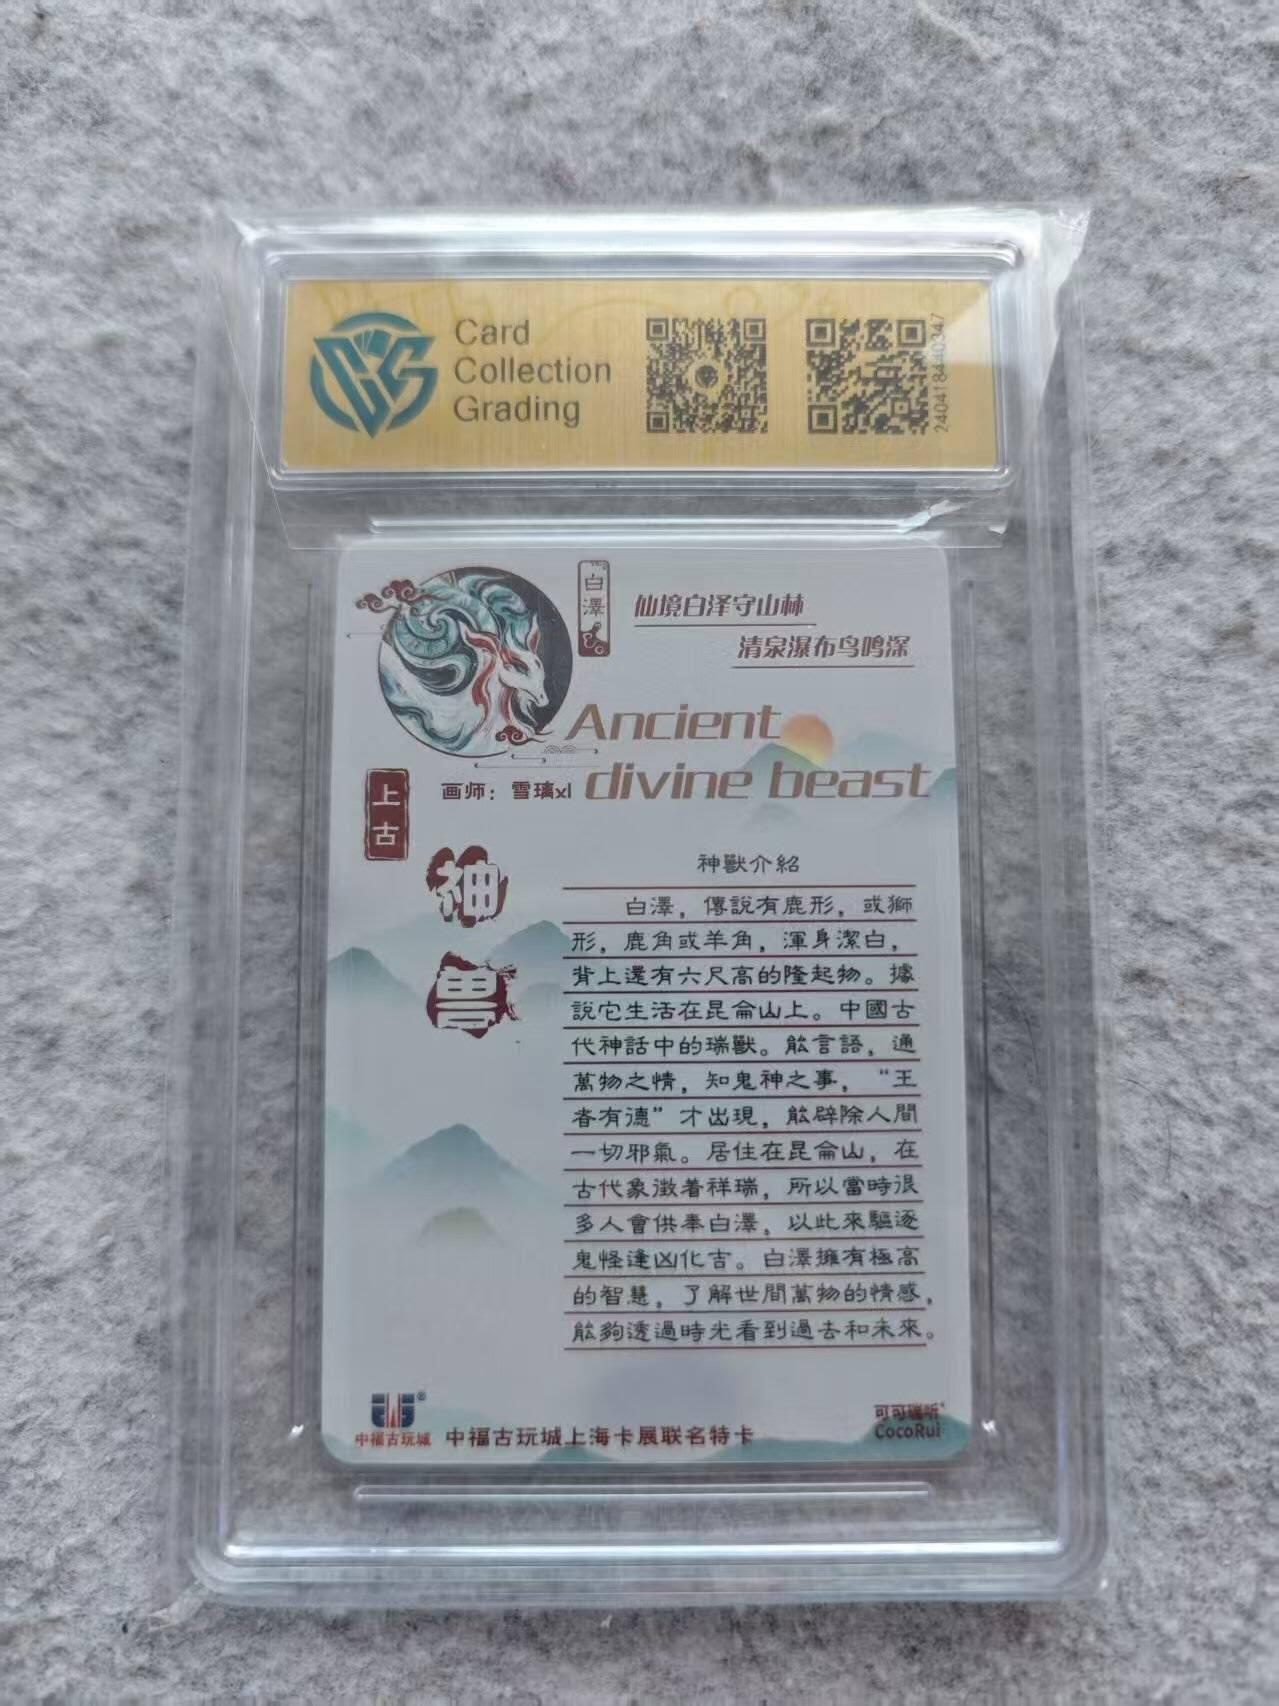 Card
Collection
Grading
240418440347
白澤
仙境白泽守山林
清泉瀑布鸟鸣深
Ancient
divine beast
画师：雪璃xl
上古
神兽
神獸介紹
白澤，傳說有鹿形，或獅
形，鹿角或羊角，渾身潔白，
背上還有六尺高的隆起物。據
說它生活在昆侖山上。中國古
代神話中的瑞獸。能言語，通
萬物之情，知鬼神之事，“王
者有德”才出現，能辟除人間
一切邪氣。居住在昆侖山，在
古代象徵着祥瑞，所以當時很
多人會供奉白澤，以此來驅逐
鬼怪逢凶化吉。白澤擁有極高
的智慧，了解世間萬物的情感，
能夠透過時光看到過去和未來。
®
中福古玩城
中福古玩城上海卡展联名特卡
可可瑞昕
CocoRui